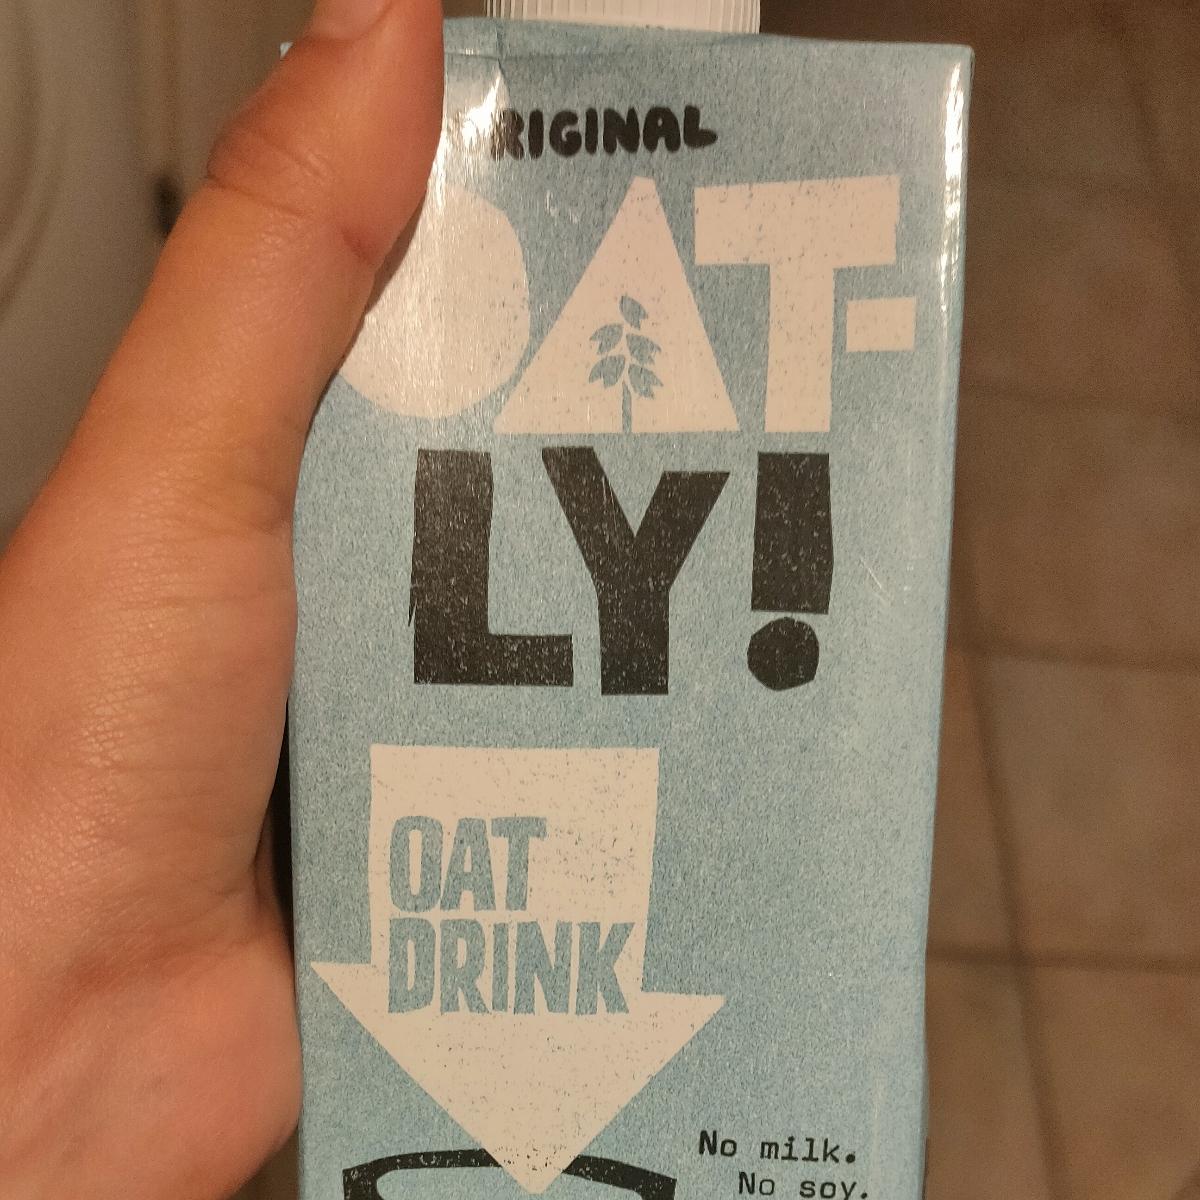 RIGINAL
OAT-
LY!
OAT
DRINK
No milk.
No soy.